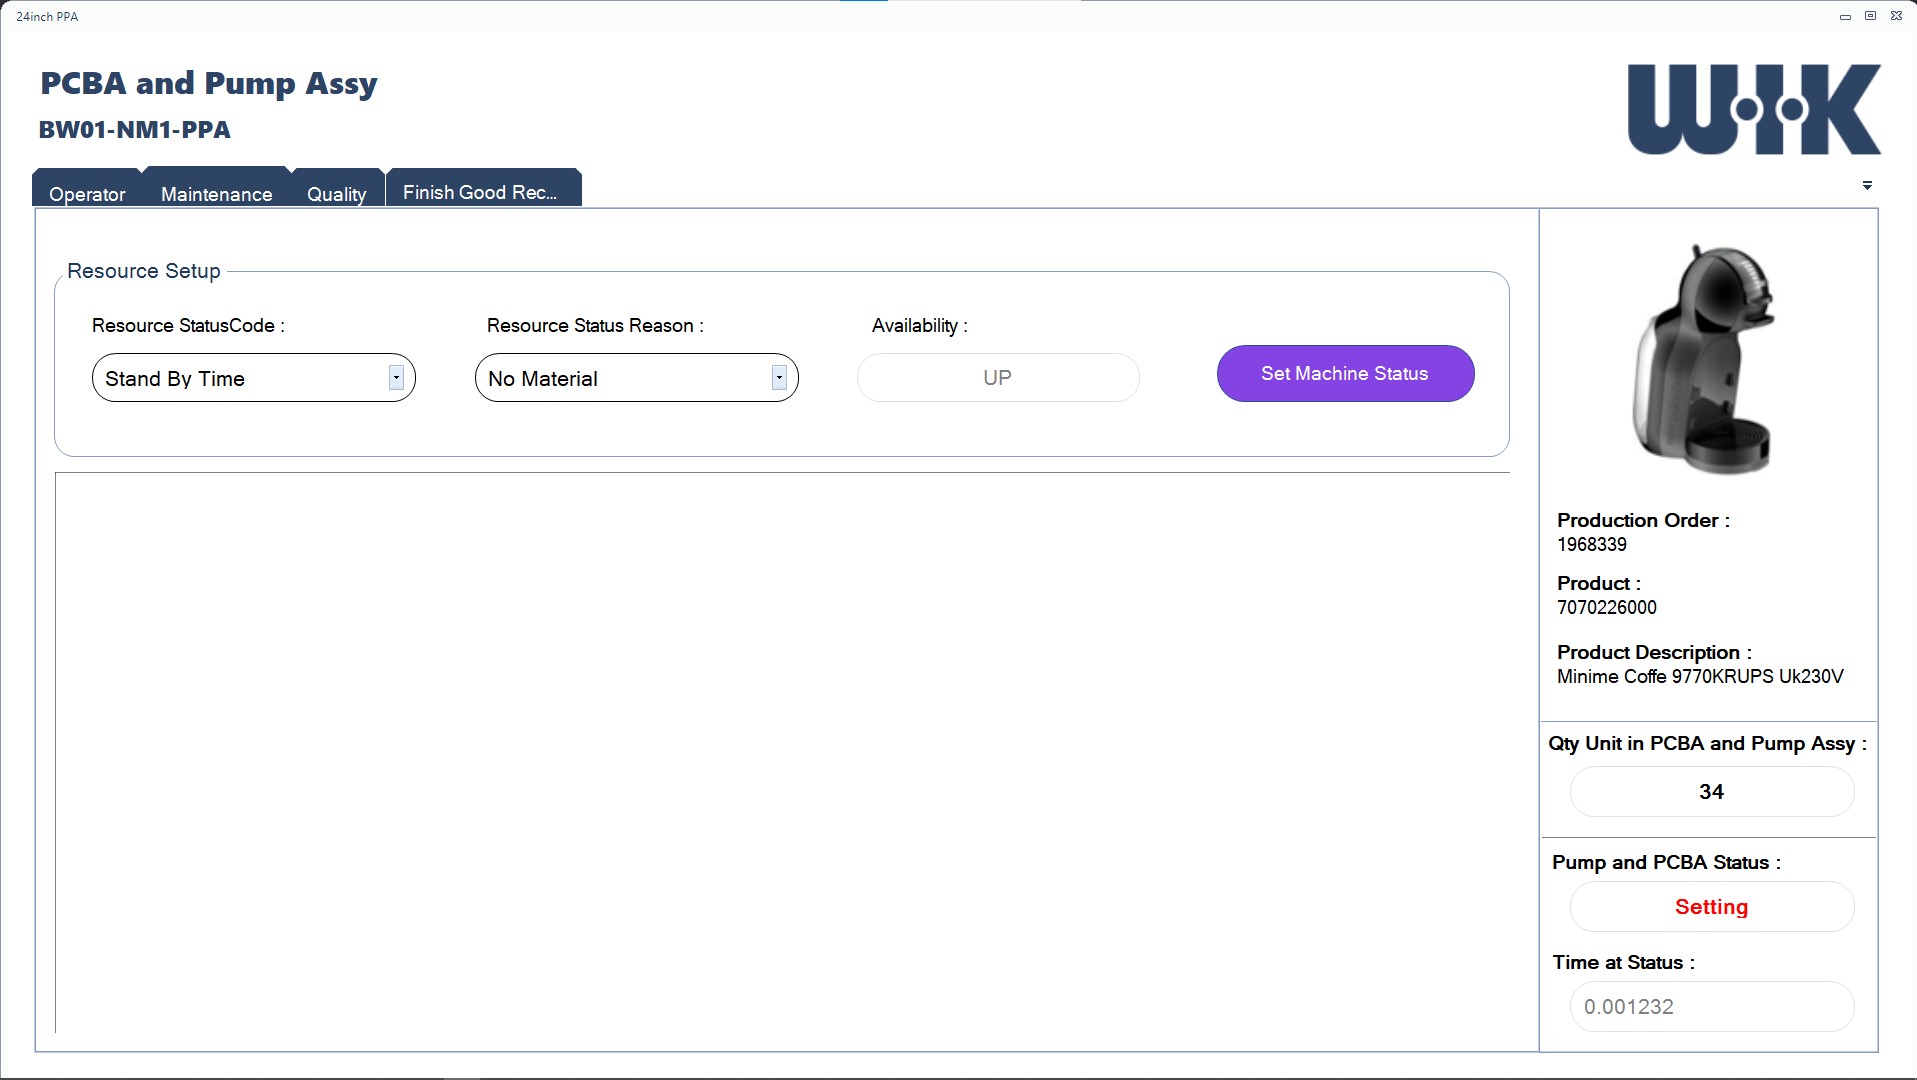 24inch PPA
PCBA and Pump Assy
BW01-NM1-PPA
WIK
Operator
Maintenance
Quality
Finish Good Rec...
Resource Setup
Resource StatusCode :
Resource Status Reason :
Availability :
Stand By Time
No Material
UP
Set Machine Status
Production Order :
1968339
Product :
7070226000
Product Description :
Minime Coffe 9770KRUPS Uk230V
Qty Unit in PCBA and Pump Assy :
34
Pump and PCBA Status :
Setting
Time at Status :
0.001232